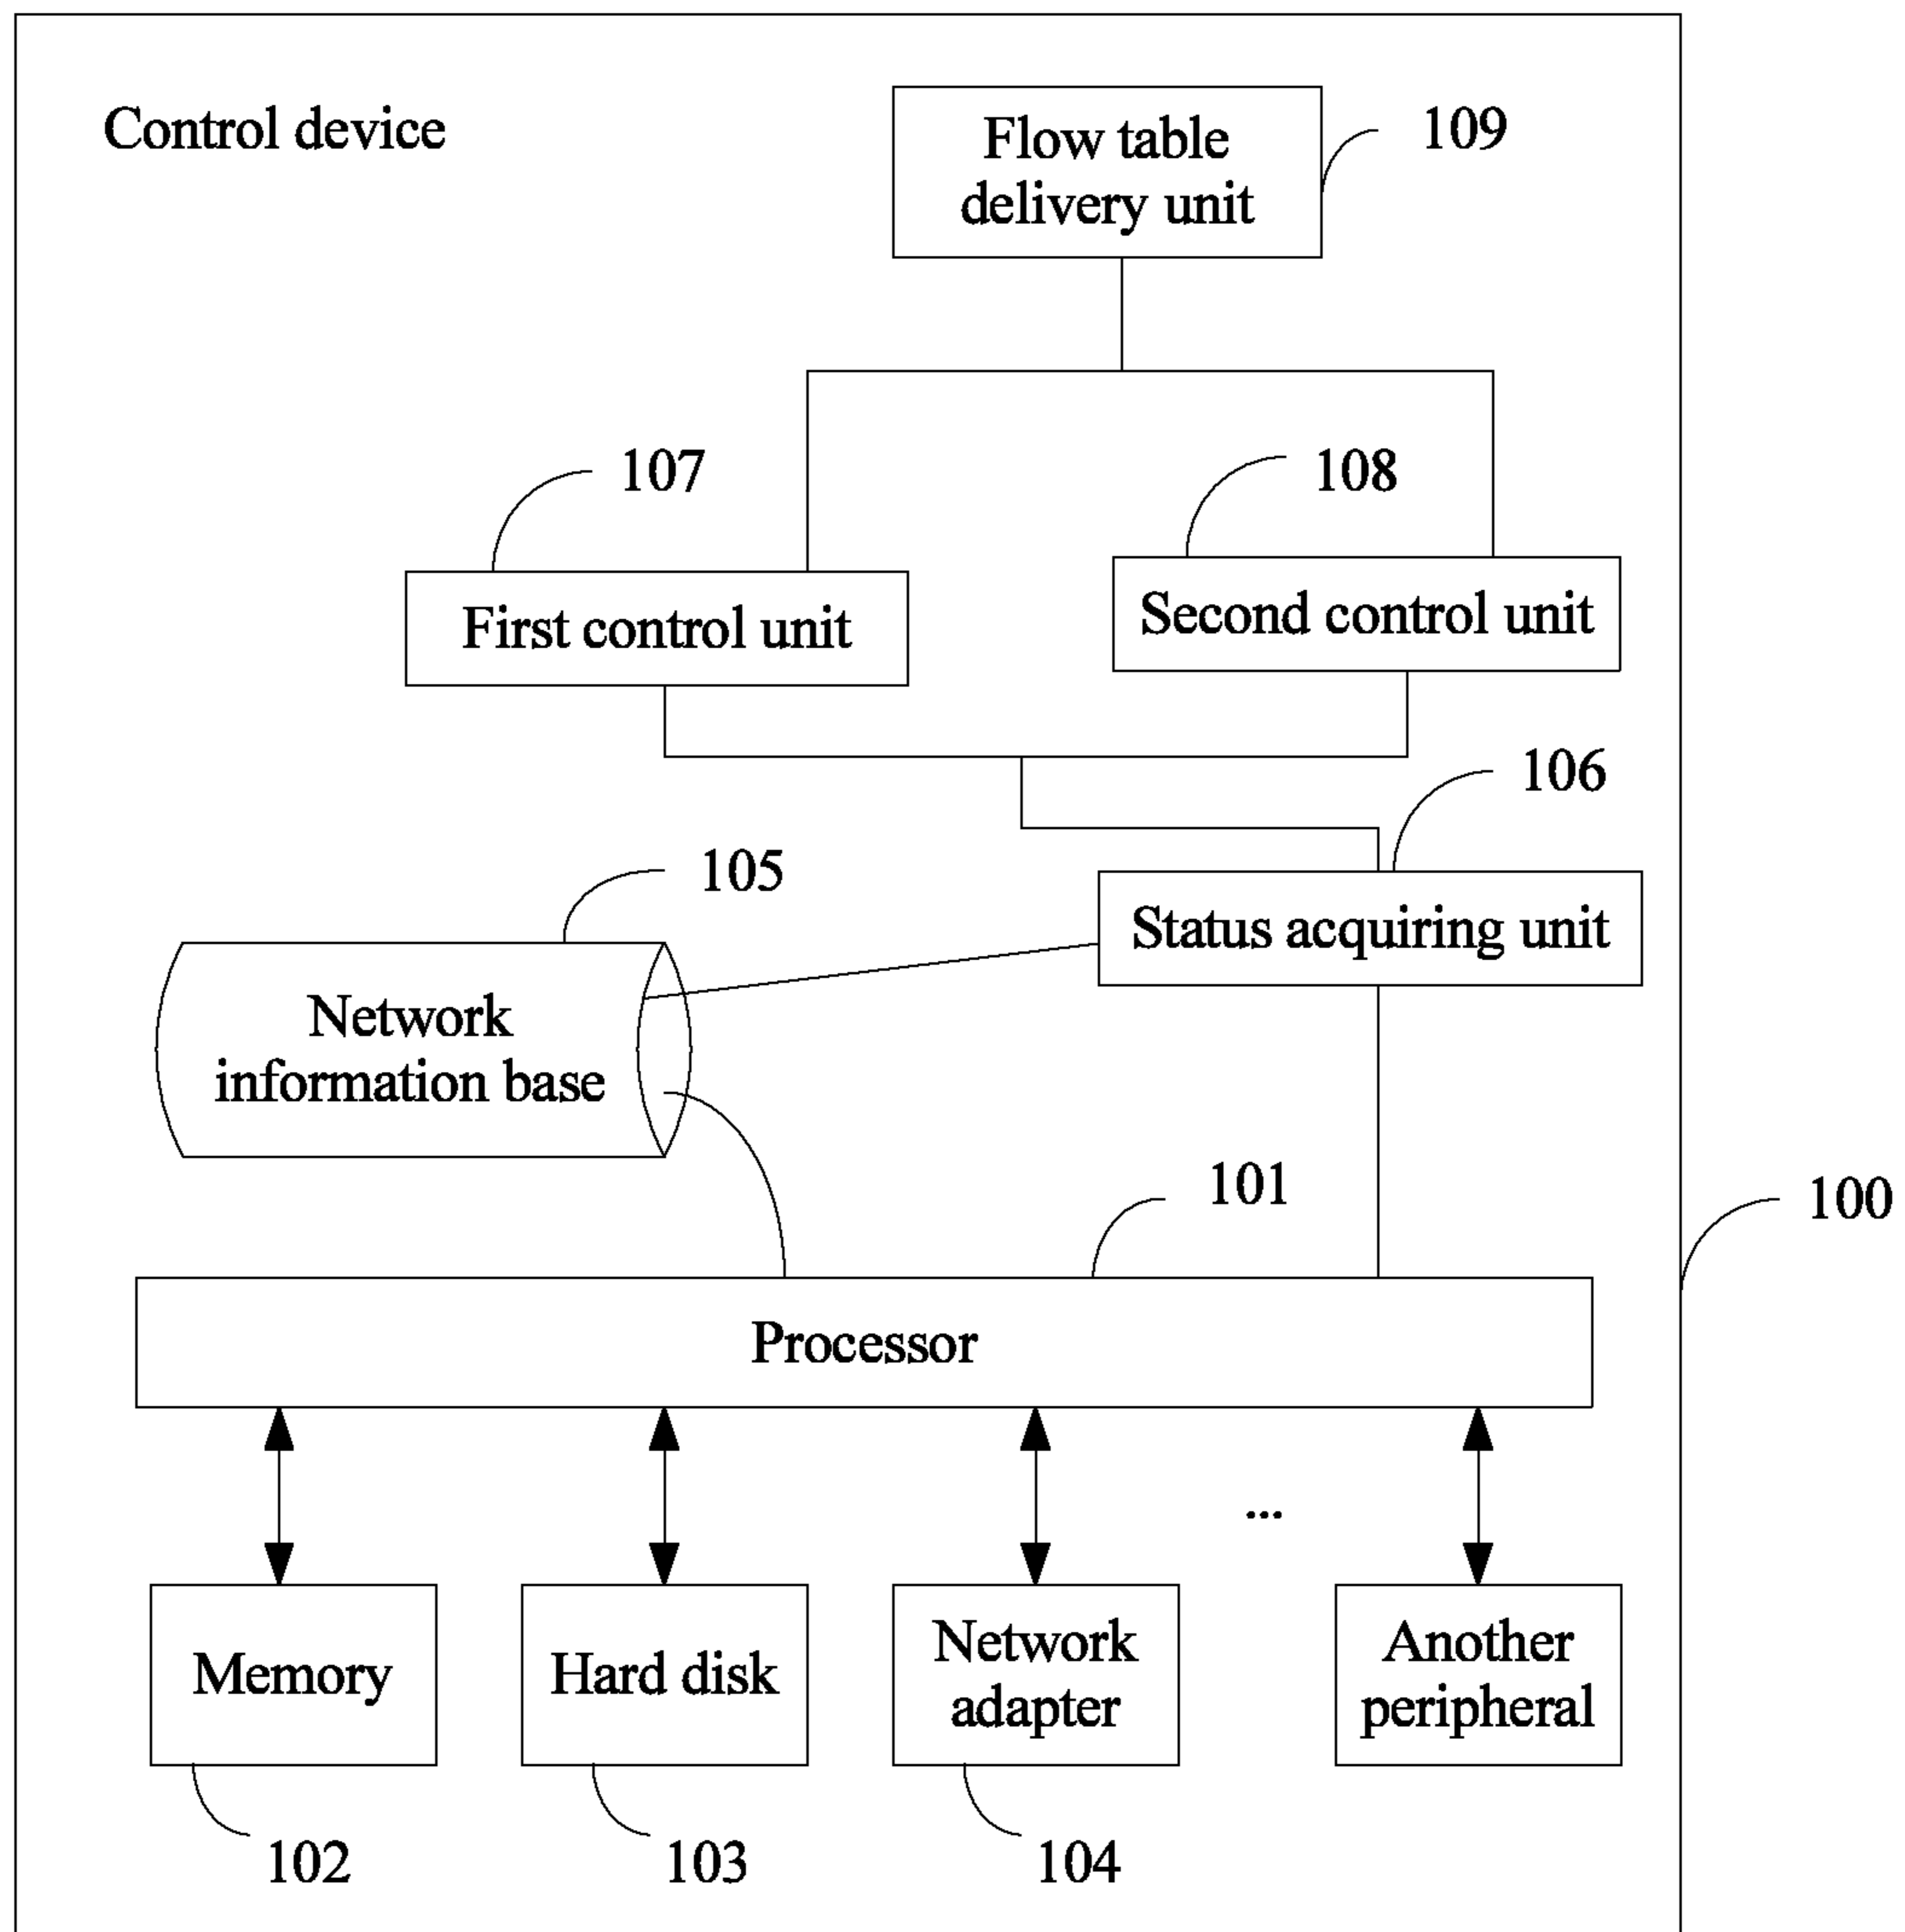 Control device
Flow table
delivery unit
109
107
108
First control unit
Second control unit
106
105
Status acquiring unit
Network
information base
101
100
Processor
...
Memory
Hard disk
Network
adapter
Another
peripheral
102
103
104